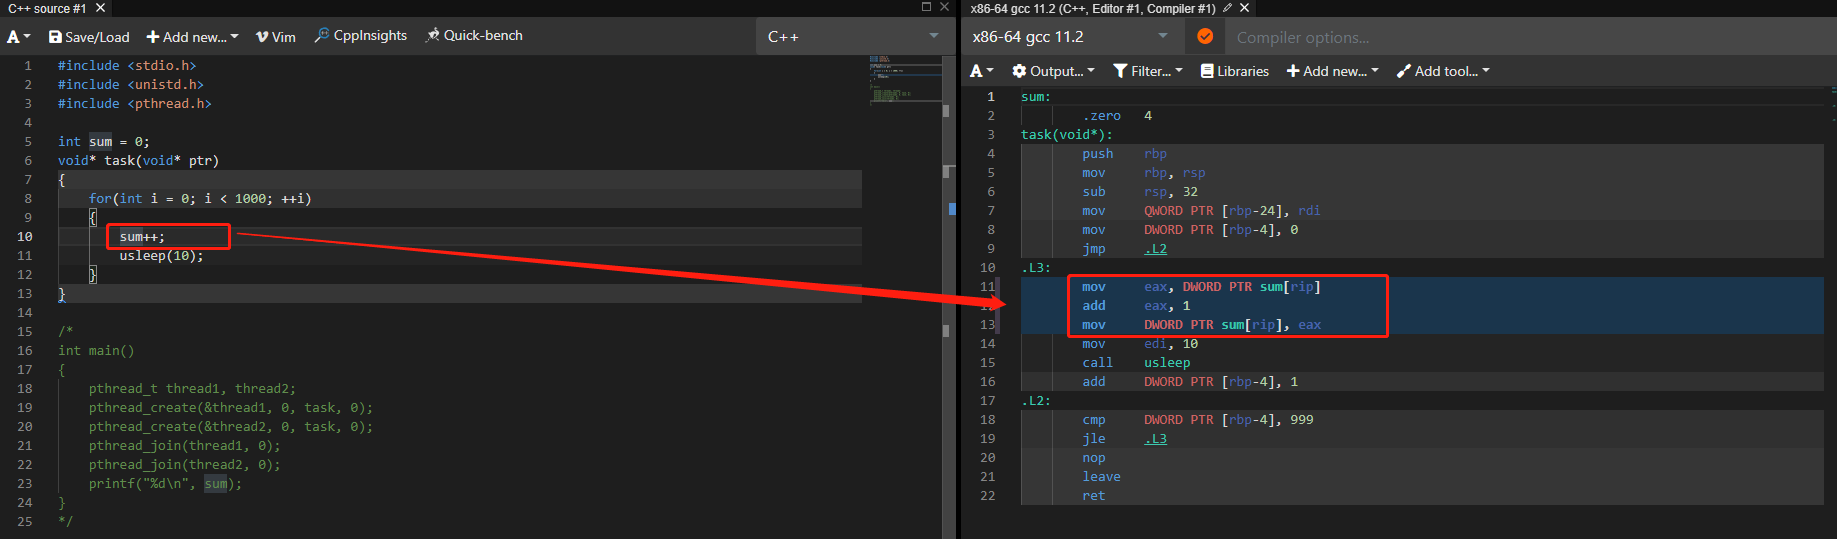 C++ source #1
A Save/Load Add new... Vim CppInsights Quick-bench C++
1 #include <stdio.h>
2 #include <unistd.h>
3 #include <pthread.h>
4
5 int sum = 0;
6 void* task(void* ptr)
7 {
8 for(int i = 0; i < 1000; ++i)
9 {
10 sum++;
11 usleep(10);
12 }
13 }
14
15 /*
16 int main()
17 {
18 pthread_t thread1, thread2;
19 pthread_create(&thread1, 0, task, 0);
20 pthread_create(&thread2, 0, task, 0);
21 pthread_join(thread1, 0);
22 pthread_join(thread2, 0);
23 printf("%d\n", sum);
24 }
25 */
x86-64 gcc 11.2 (C++, Editor #1, Compiler #1)
x86-64 gcc 11.2 Compiler options...
A Output... Filter... Libraries Add new... Add tool...
1 sum:
2 .zero 4
3 task(void*):
4 push rbp
5 mov rbp, rsp
6 sub rsp, 32
7 mov QWORD PTR [rbp-24], rdi
8 mov DWORD PTR [rbp-4], 0
9 jmp .L2
10 .L3:
11 mov eax, DWORD PTR sum[rip]
add eax, 1
13 mov DWORD PTR sum[rip], eax
14 mov edi, 10
15 call usleep
16 add DWORD PTR [rbp-4], 1
17 .L2:
18 cmp DWORD PTR [rbp-4], 999
19 jle .L3
20 nop
21 leave
22 ret